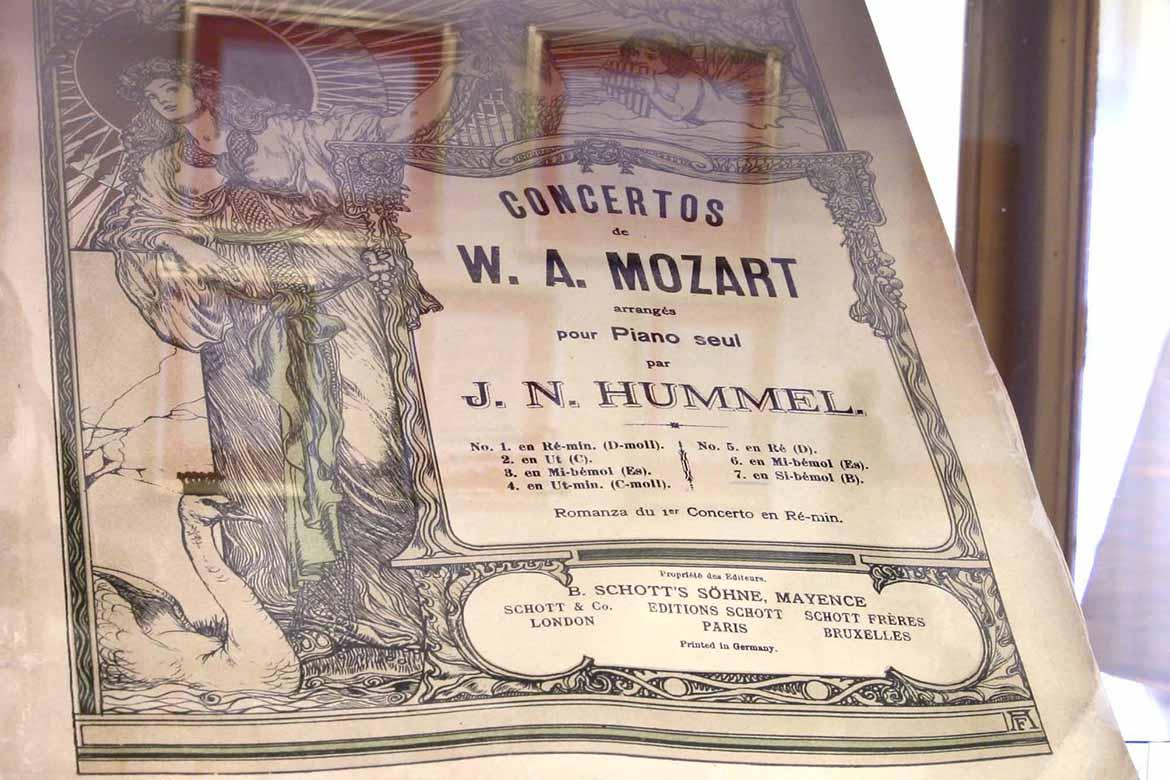 CONCERTOS
de
W. A. MOZART
arrangés
pour Piano seul
par
J. N. HUMMEL.
No. 1. en Ré-min. (D-moll).
2. en Ut (C).
3. en Mi-bémol (Es).
4. en Ut-min. (C-moll).
No. 5. en Ré (D).
6. en Mi-bémol (Es).
7. en Si-bémol (B).
Romanza du 1er Concerto en Ré-min.
Propriété des Editeurs.
B. SCHOTT'S SÖHNE, MAYENCE
SCHOTT & Co. EDITIONS SCHOTT SCHOTT FRÈRES
LONDON PARIS BRUXELLES
Printed in Germany.